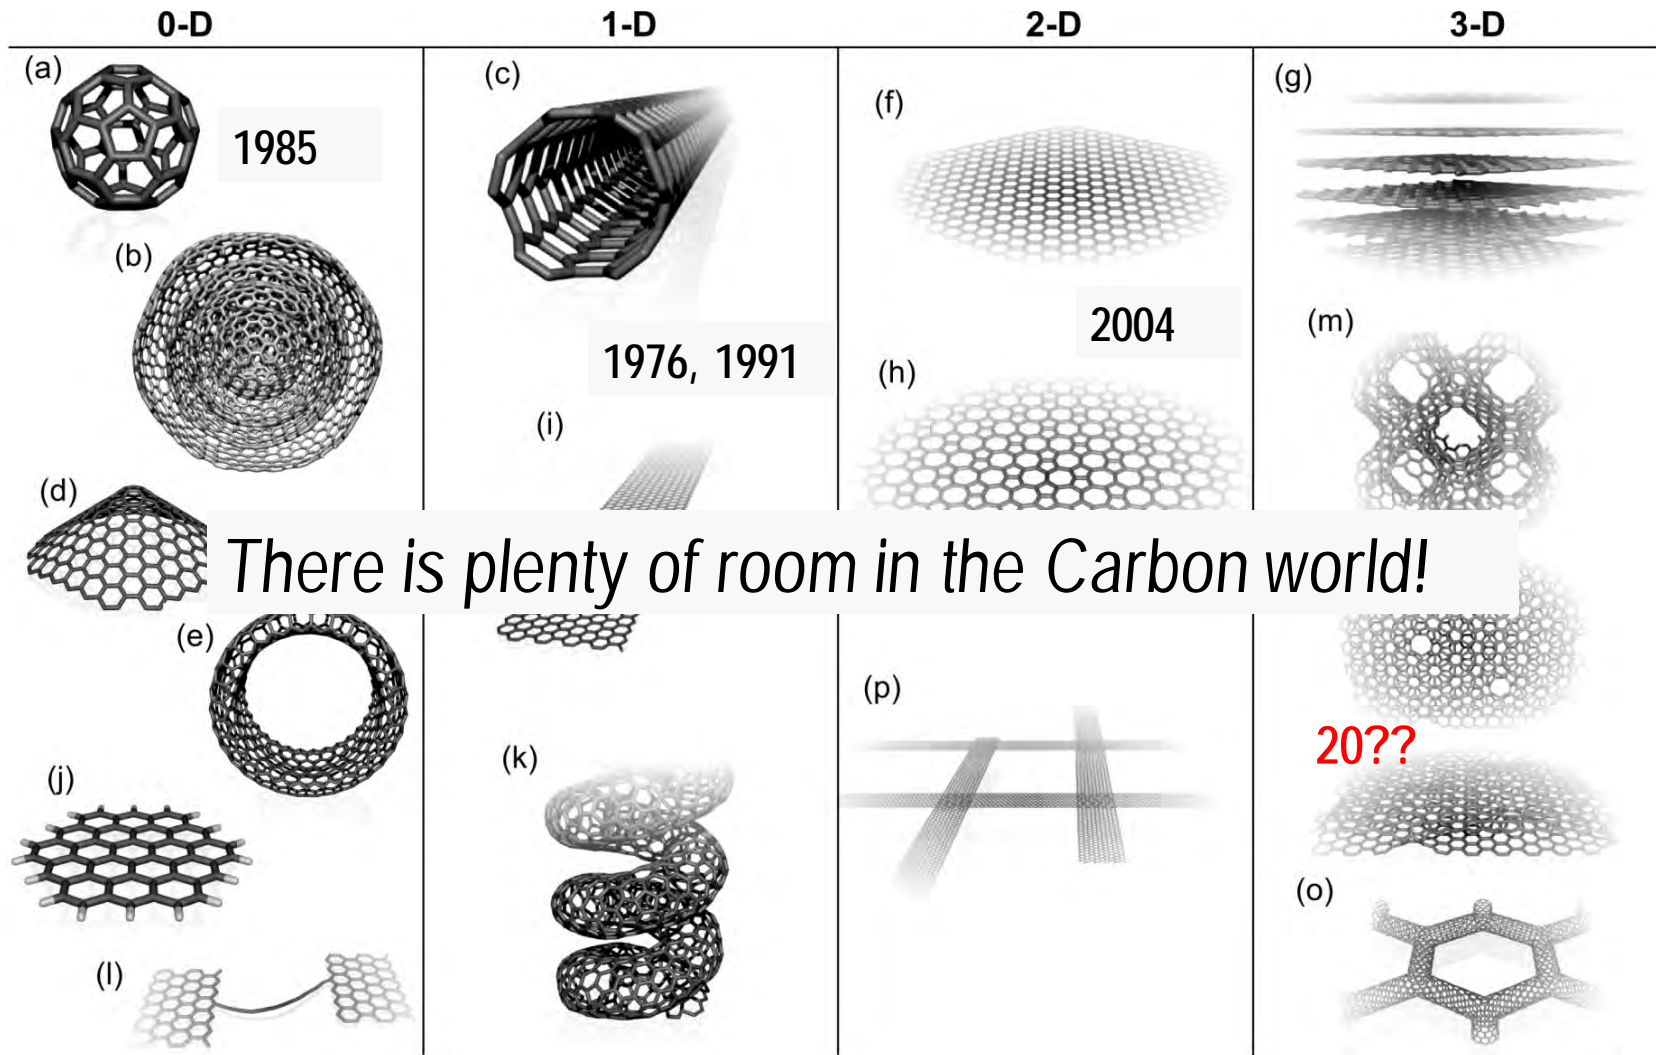 0-D
1-D
2-D
3-D
(a)
1985
(b)
(d)
(e)
(j)
(l)
(c)
1976, 1991
(i)
(k)
(f)
2004
(h)
(p)
(g)
(m)
20??
(o)
There is plenty of room in the Carbon world!